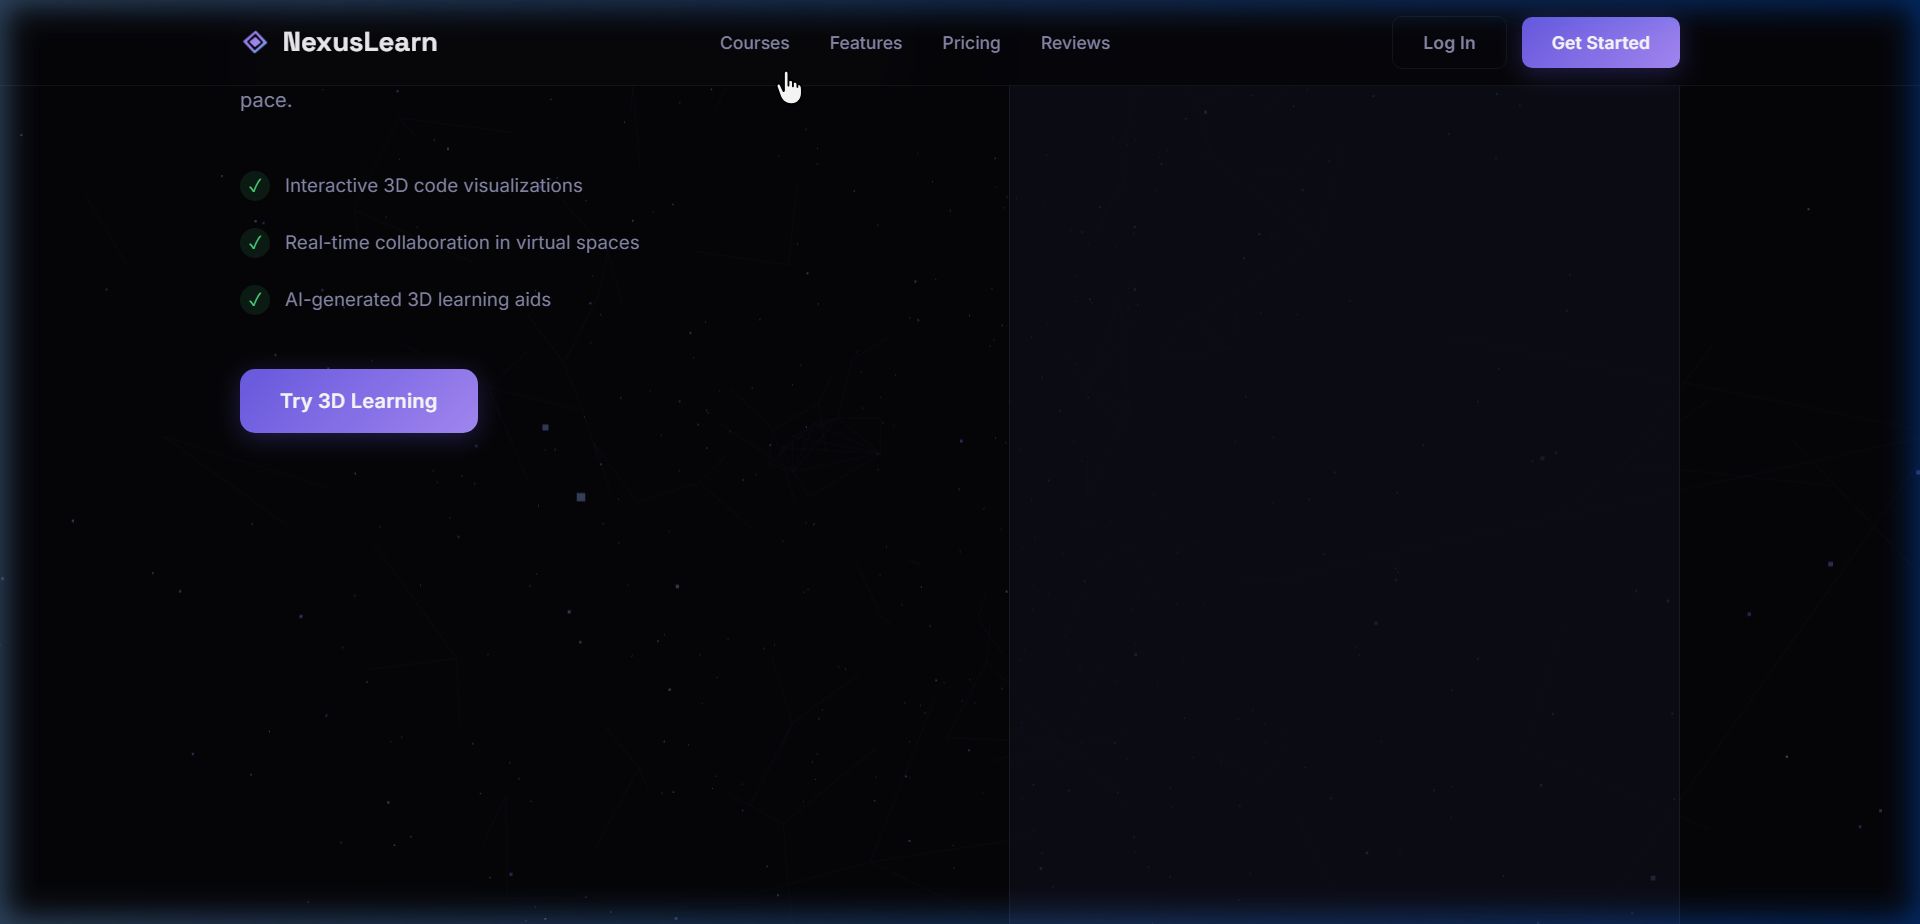 NexusLearn
Courses Features Pricing Reviews
Log In
Get Started
pace.
✓ Interactive 3D code visualizations
✓ Real-time collaboration in virtual spaces
✓ AI-generated 3D learning aids
Try 3D Learning